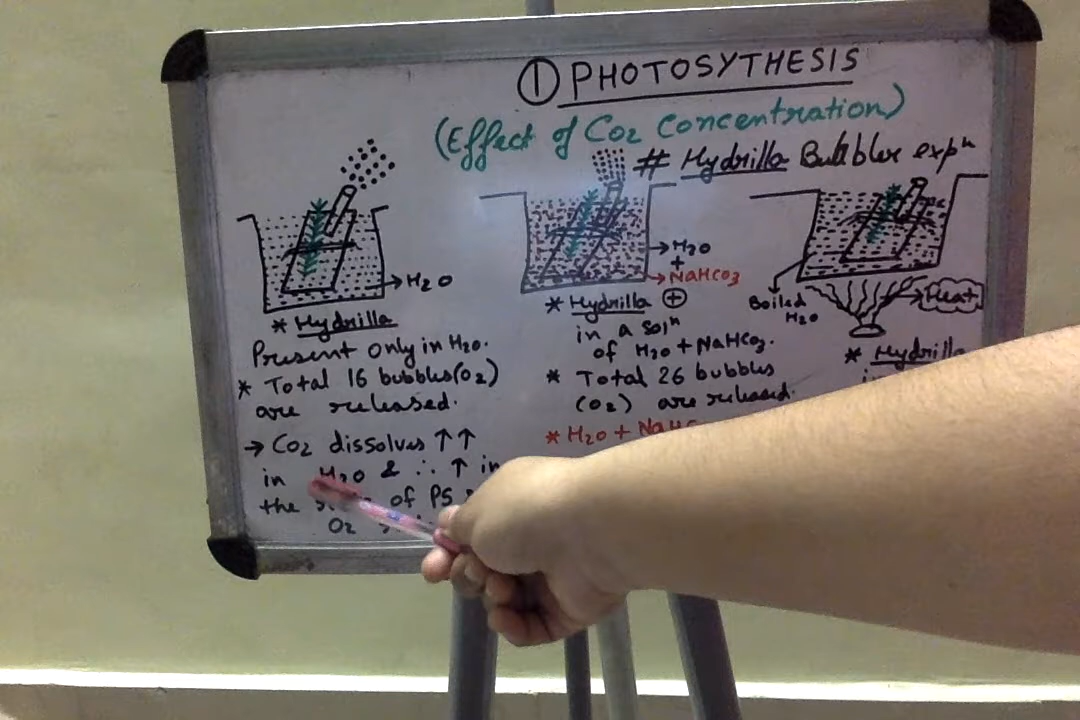 ① PHOTOSYTHESIS
(Effect of CO2 Concentration)
# Hydrilla Bubbler expⁿ
→ H2O
* Hydrilla
Present only in H2O.
* Total 16 bubbles(O2)
are released.
→ CO2 dissolves ↑↑
in H2O & ∴ ↑ in
the of PS
O2
→ H2O
+
→ NaHCO3
* Hydrilla ⊕
in a solⁿ
of H2O + NaHCO3.
* Total 26 bubbles
(O2) are released.
* H2O +
Boiled
H2O
Heat
* Hydrilla